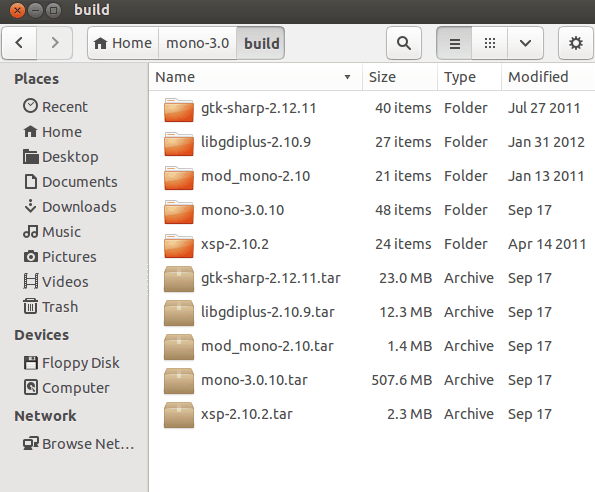 build
Home mono-3.0 build
Places
Recent
Home
Desktop
Documents
Downloads
Music
Pictures
Videos
Trash
Devices
Floppy Disk
Computer
Network
Browse Net...
Name Size Type Modified
gtk-sharp-2.12.11 40 items Folder Jul 27 2011
libgdiplus-2.10.9 27 items Folder Jan 31 2012
mod_mono-2.10 21 items Folder Jan 13 2011
mono-3.0.10 48 items Folder Sep 17
xsp-2.10.2 24 items Folder Apr 14 2011
gtk-sharp-2.12.11.tar 23.0 MB Archive Sep 17
libgdiplus-2.10.9.tar 12.3 MB Archive Sep 17
mod_mono-2.10.tar 1.4 MB Archive Sep 17
mono-3.0.10.tar 507.6 MB Archive Sep 17
xsp-2.10.2.tar 2.3 MB Archive Sep 17